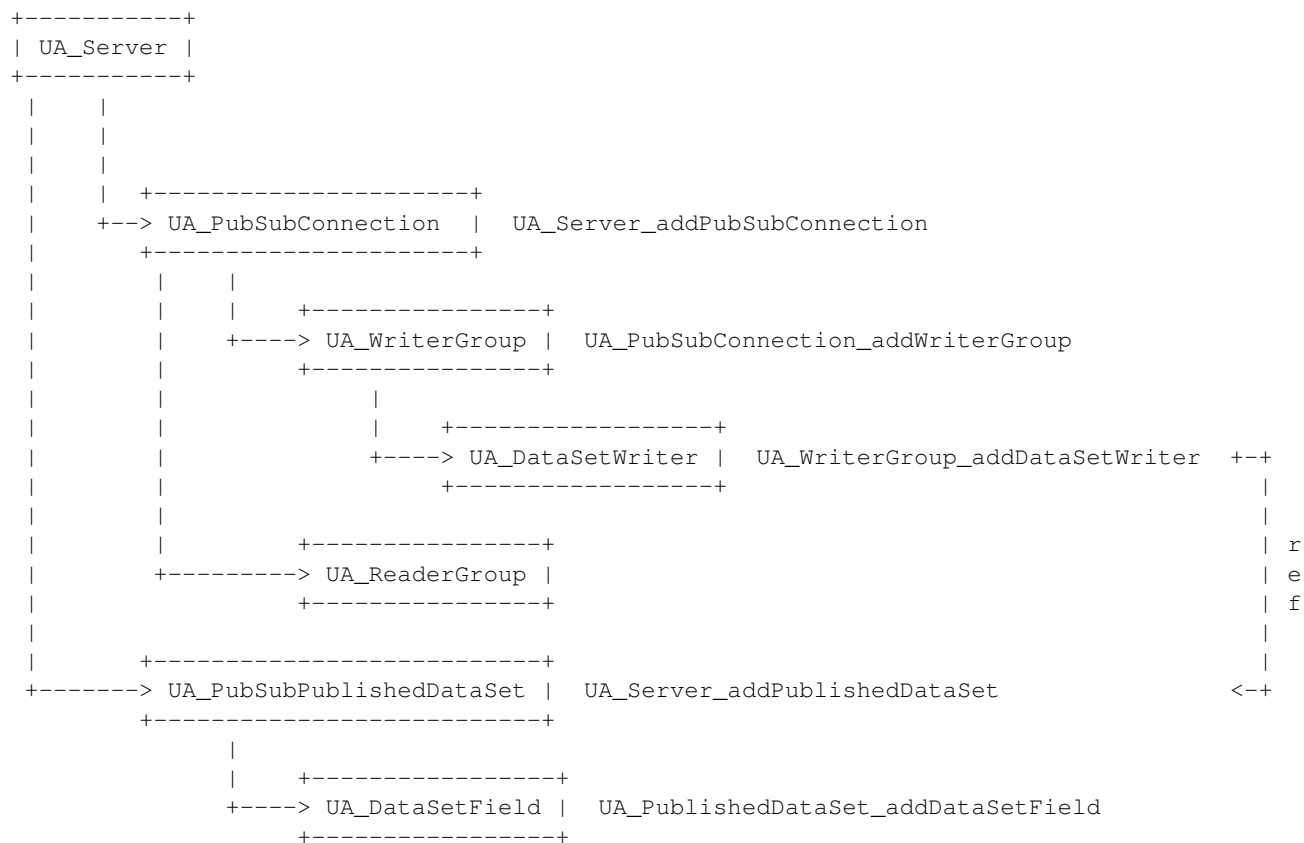 UA_Server
UA_PubSubConnection UA_Server_addPubSubConnection
UA_WriterGroup UA_PubSubConnection_addWriterGroup
UA_DataSetWriter UA_WriterGroup_addDataSetWriter
r
UA_ReaderGroup e
f
UA_PubSubPublishedDataSet UA_Server_addPublishedDataSet
UA_DataSetField UA_PublishedDataSet_addDataSetField